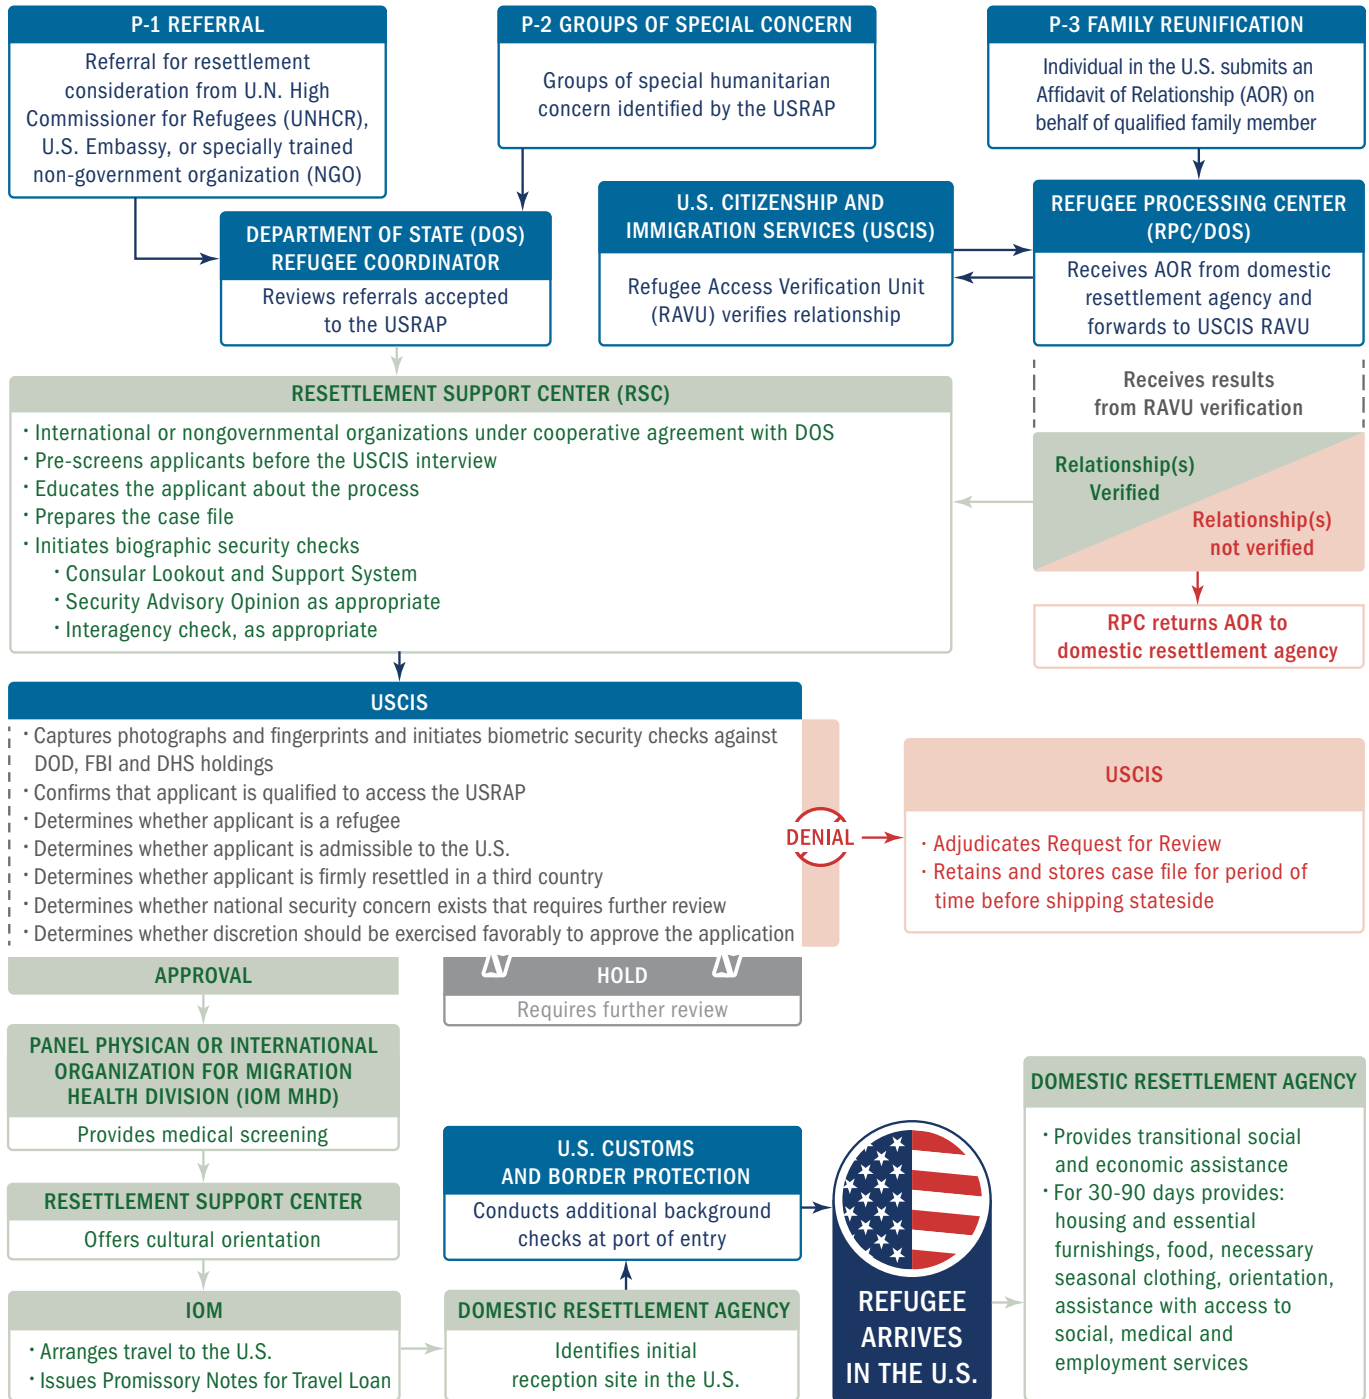 P-1 REFERRAL
Referral for resettlement
consideration from U.N. High
Commissioner for Refugees (UNHCR),
U.S. Embassy, or specially trained
non-government organization (NGO)
P-2 GROUPS OF SPECIAL CONCERN
Groups of special humanitarian
concern identified by the USRAP
P-3 FAMILY REUNIFICATION
Individual in the U.S. submits an
Affidavit of Relationship (AOR) on
behalf of qualified family member
DEPARTMENT OF STATE (DOS)
REFUGEE COORDINATOR
Reviews referrals accepted
to the USRAP
U.S. CITIZENSHIP AND
IMMIGRATION SERVICES (USCIS)
Refugee Access Verification Unit
(RAVU) verifies relationship
REFUGEE PROCESSING CENTER
(RPC/DOS)
Receives AOR from domestic
resettlement agency and
forwards to USCIS RAVU
Receives results
from RAVU verification
Relationship(s)
Verified
Relationship(s)
not verified
RPC returns AOR to
domestic resettlement agency
RESETTLEMENT SUPPORT CENTER (RSC)
· International or nongovernmental organizations under cooperative agreement with DOS
· Pre-screens applicants before the USCIS interview
· Educates the applicant about the process
· Prepares the case file
· Initiates biographic security checks
· Consular Lookout and Support System
· Security Advisory Opinion as appropriate
· Interagency check, as appropriate
USCIS
· Captures photographs and fingerprints and initiates biometric security checks against
DOD, FBI and DHS holdings
· Confirms that applicant is qualified to access the USRAP
· Determines whether applicant is a refugee
· Determines whether applicant is admissible to the U.S.
· Determines whether applicant is firmly resettled in a third country
· Determines whether national security concern exists that requires further review
· Determines whether discretion should be exercised favorably to approve the application
DENIAL
USCIS
· Adjudicates Request for Review
· Retains and stores case file for period of
time before shipping stateside
APPROVAL
HOLD
Requires further review
PANEL PHYSICAN OR INTERNATIONAL
ORGANIZATION FOR MIGRATION
HEALTH DIVISION (IOM MHD)
Provides medical screening
RESETTLEMENT SUPPORT CENTER
Offers cultural orientation
IOM
· Arranges travel to the U.S.
· Issues Promissory Notes for Travel Loan
DOMESTIC RESETTLEMENT AGENCY
Identifies initial
reception site in the U.S.
U.S. CUSTOMS
AND BORDER PROTECTION
Conducts additional background
checks at port of entry
REFUGEE
ARRIVES
IN THE U.S.
DOMESTIC RESETTLEMENT AGENCY
· Provides transitional social
and economic assistance
· For 30-90 days provides:
housing and essential
furnishings, food, necessary
seasonal clothing, orientation,
assistance with access to
social, medical and
employment services